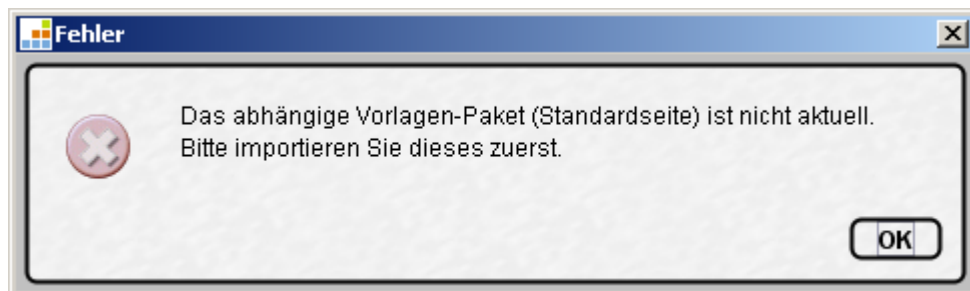 Fehler
Das abhängige Vorlagen-Paket (Standardseite) ist nicht aktuell.
Bitte importieren Sie dieses zuerst.
OK